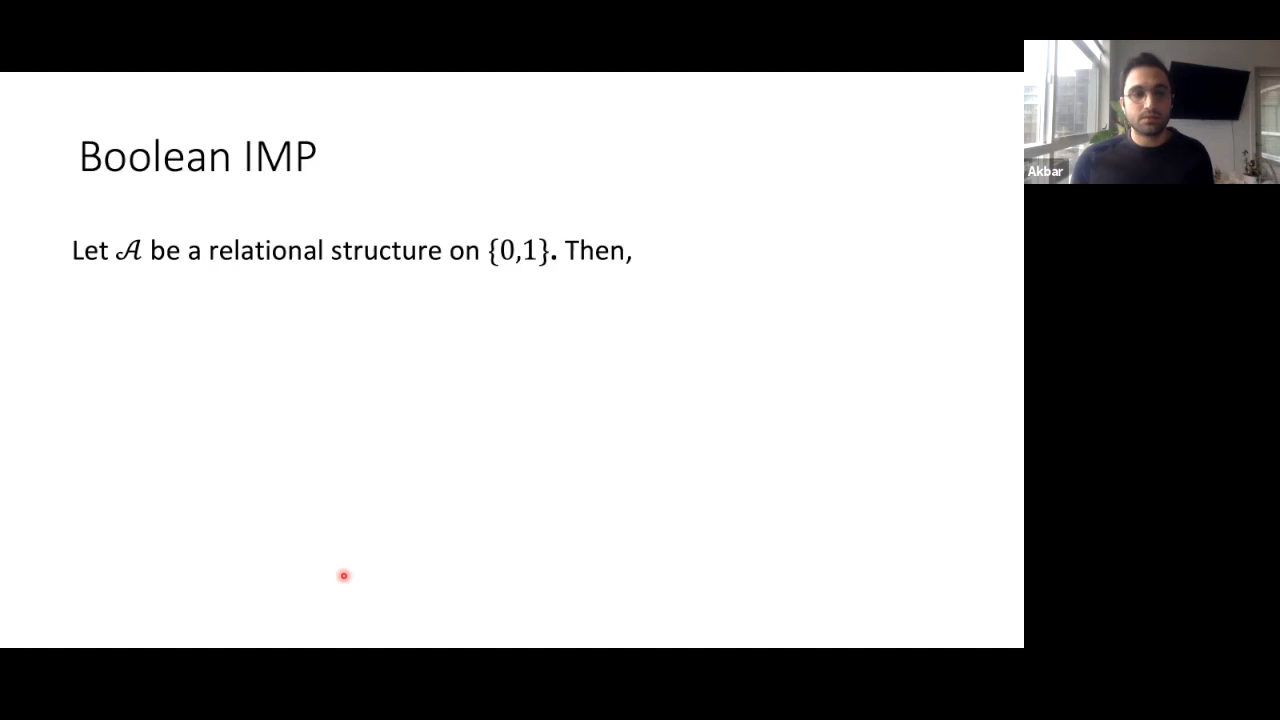 Boolean IMP
Let 𝒜 be a relational structure on {0,1}. Then,
Akbar